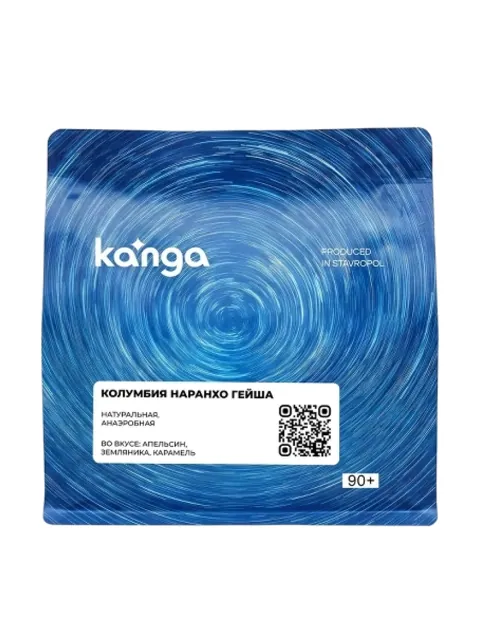 kanga
PRODUCED
IN STAVROPOL
КОЛУМБИЯ НАРАНХО ГЕЙША
НАТУРАЛЬНАЯ,
АНАЭРОБНАЯ
ВО ВКУСЕ: АПЕЛЬСИН,
ЗЕМЛЯНИКА, КАРАМЕЛЬ
90+